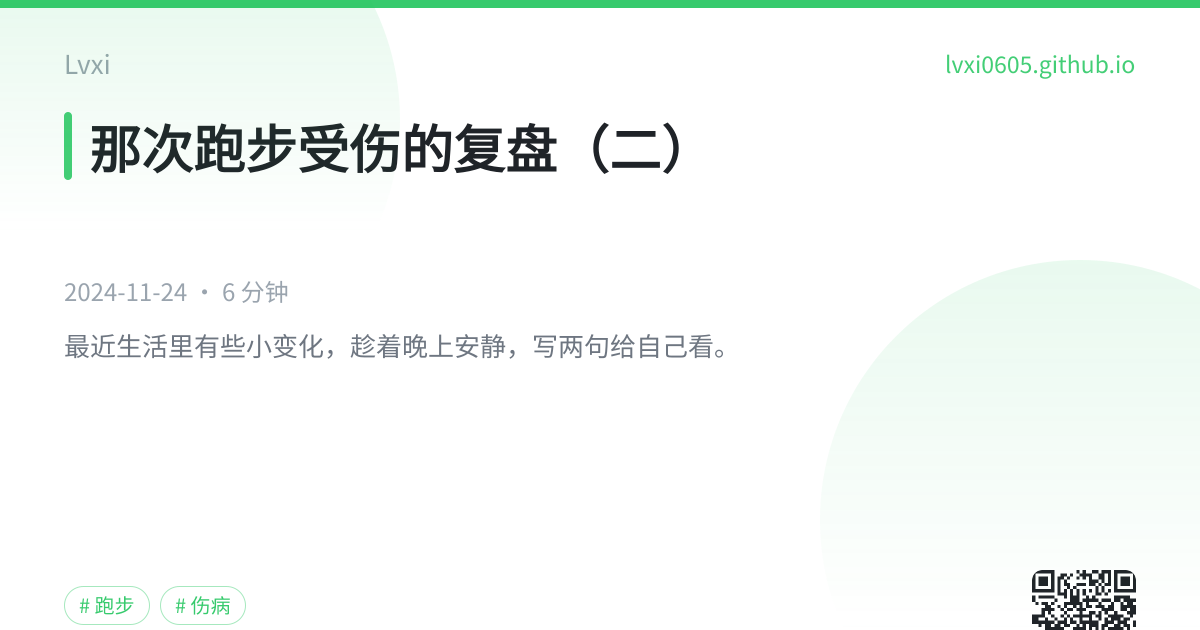 Lvxi
lvxi0605.github.io
那次跑步受伤的复盘（二）
2024-11-24 · 6 分钟
最近生活里有些小变化，趁着晚上安静，写两句给自己看。
# 跑步
# 伤病